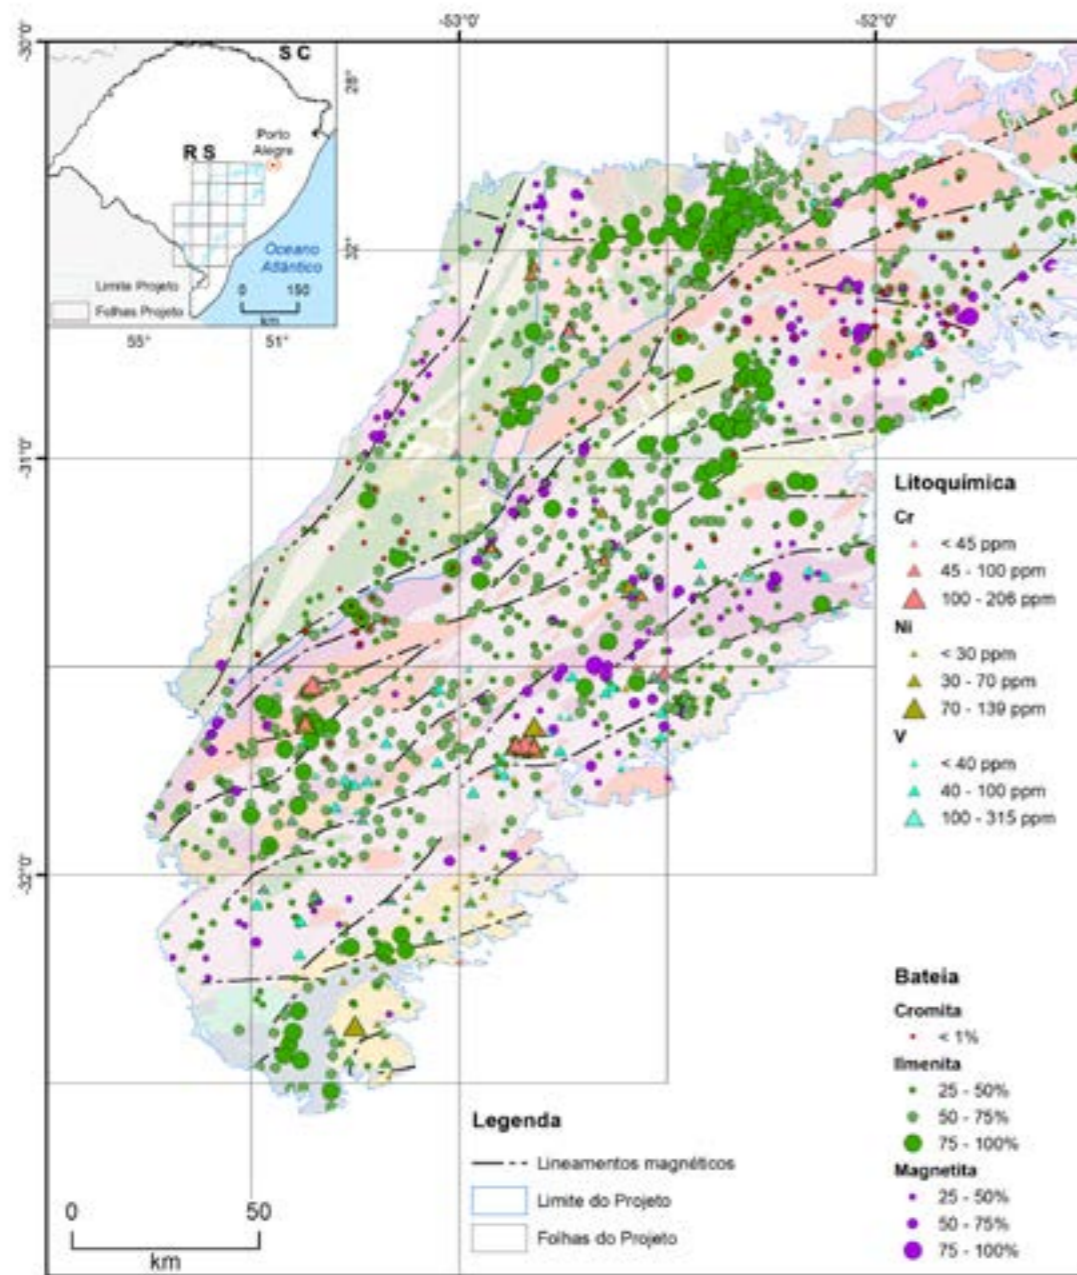 -53°0'
-52°0'
-30°0'
S C
28°
R S
Porto
Alegre
Oceano
Atlântico
32°
Limite Projeto
Folhas Projeto
0 150
km
55°
51°
-31°0'
-32°0'
Litoquímica
Cr
< 45 ppm
45 - 100 ppm
100 - 206 ppm
Ni
< 30 ppm
30 - 70 ppm
70 - 139 ppm
V
< 40 ppm
40 - 100 ppm
100 - 315 ppm
Bateia
Cromita
< 1%
Ilmenita
25 - 50%
50 - 75%
75 - 100%
Magnetita
25 - 50%
50 - 75%
75 - 100%
Legenda
Lineamentos magnéticos
Limite do Projeto
Folhas do Projeto
0 50
km